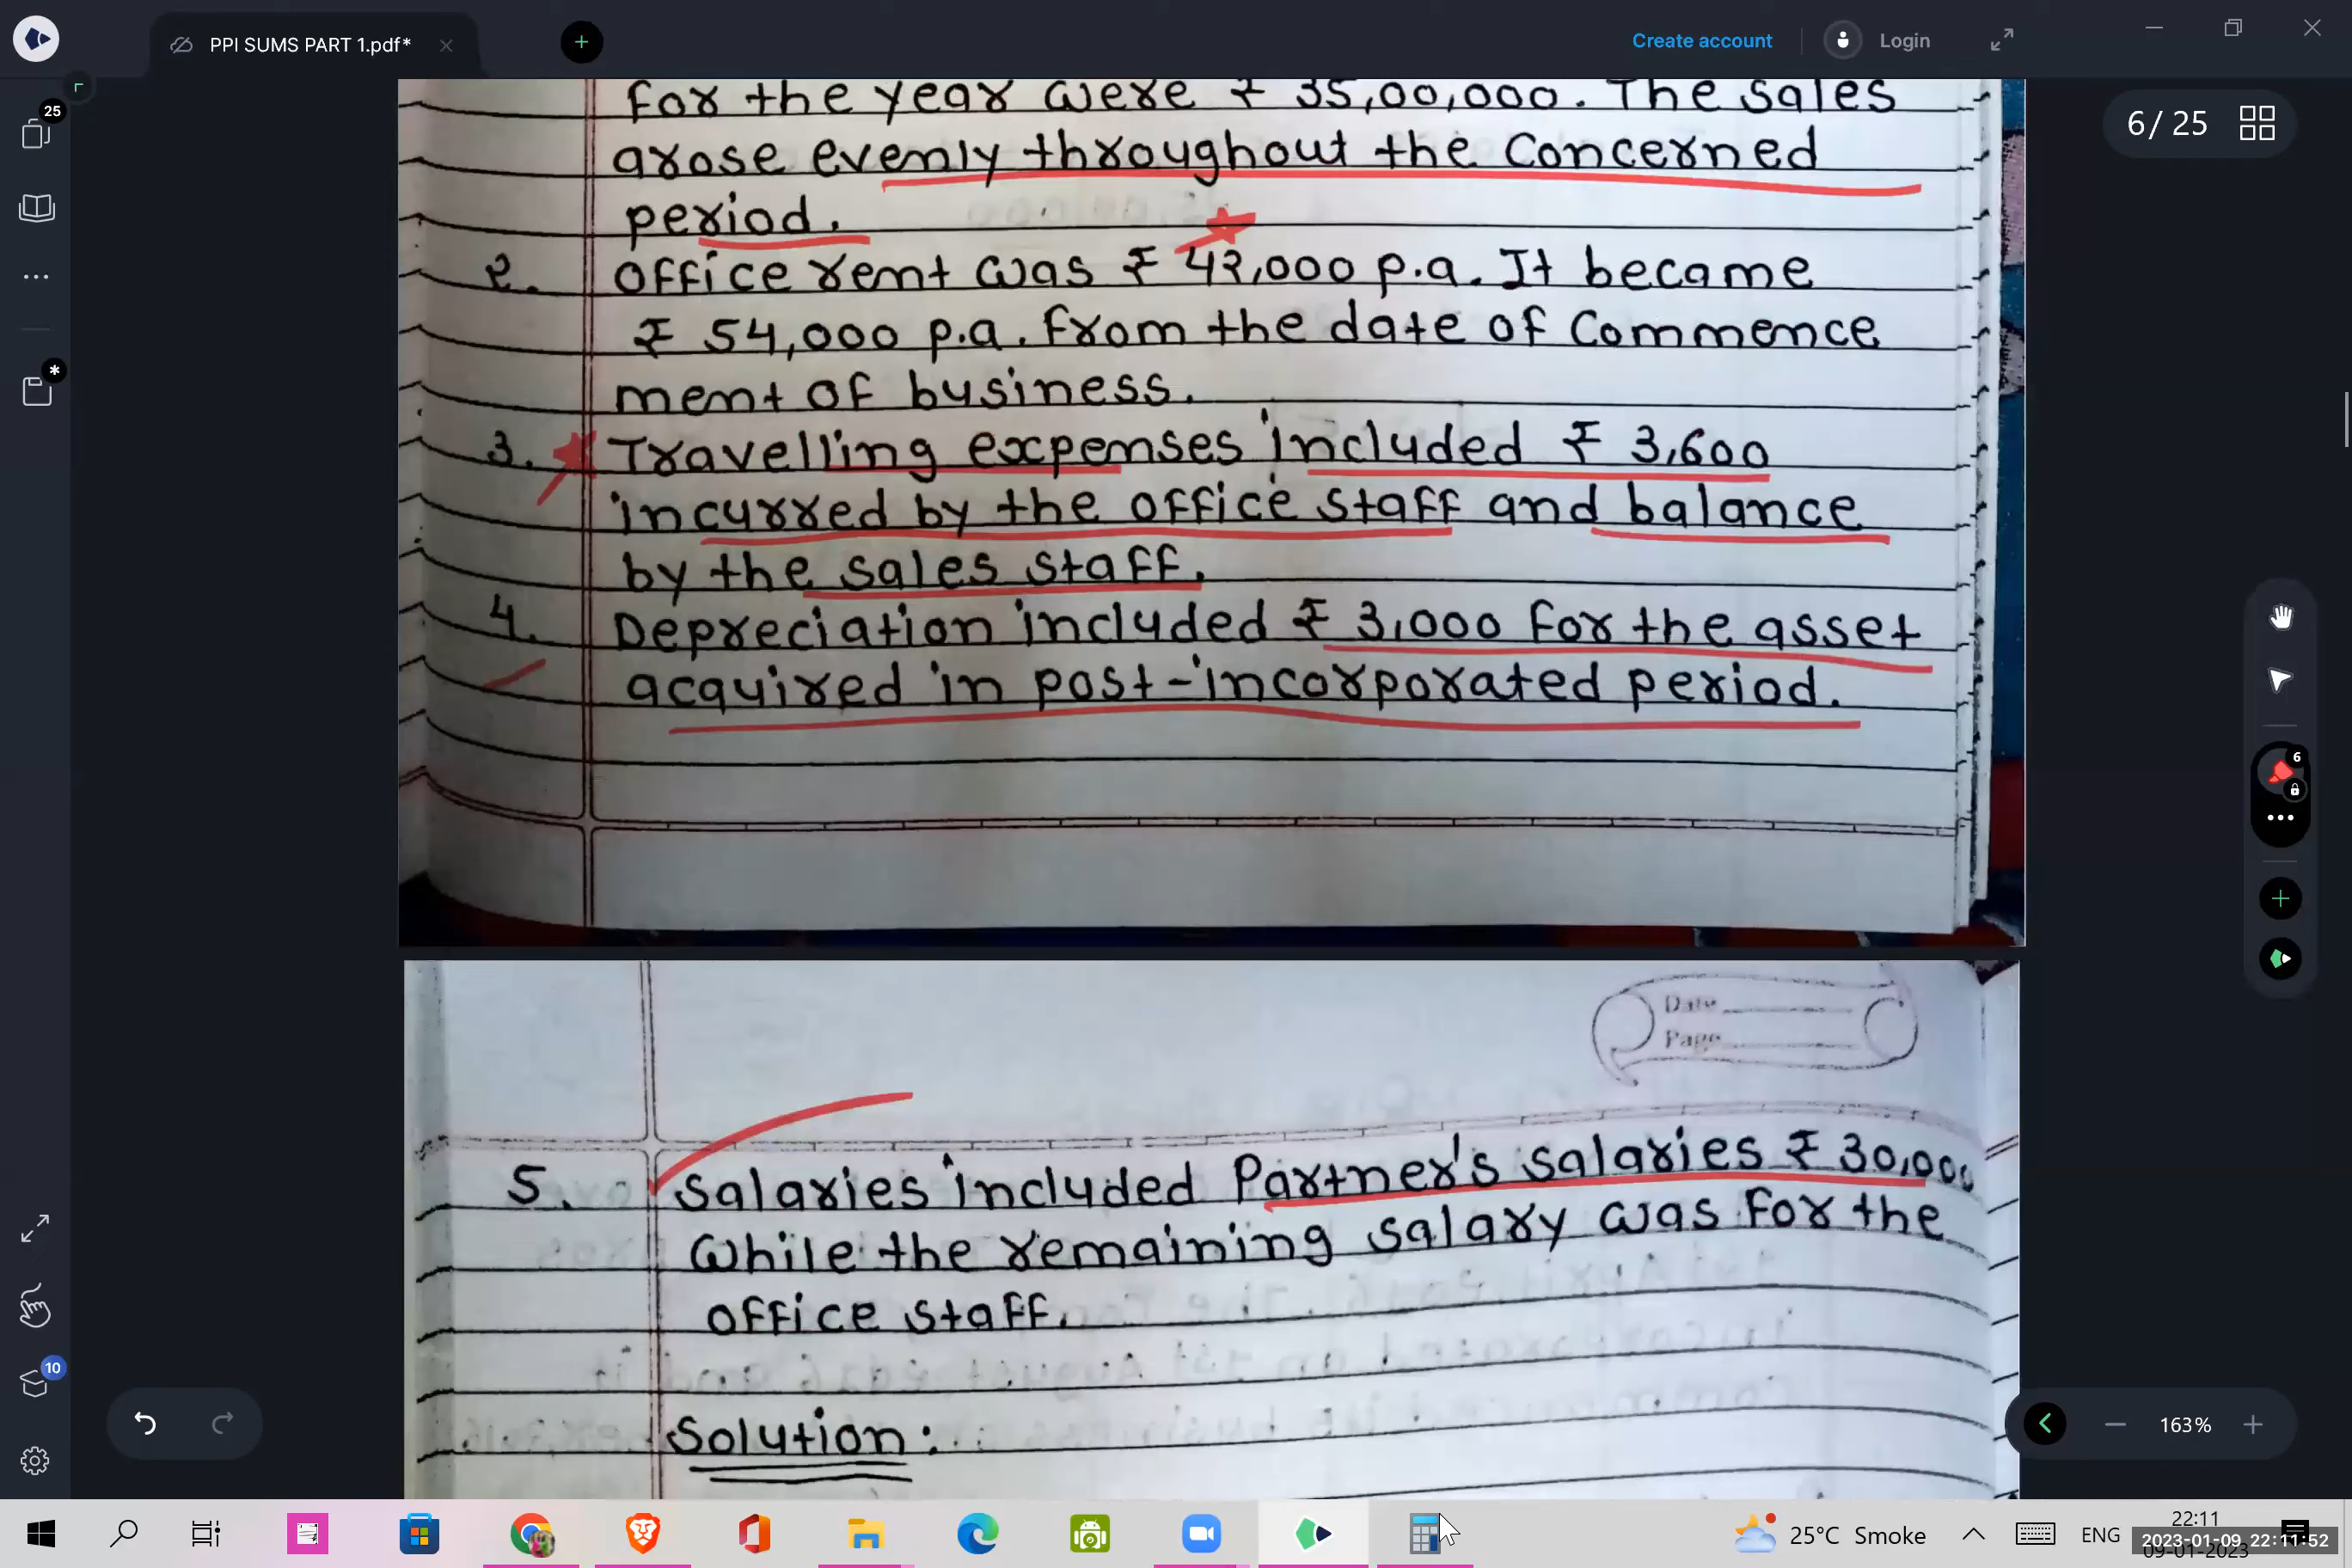 PPI SUMS PART 1.pdf*
Create account
Login
25
6/ 25
for the year were ₹ 35,00,000. The sales
arose evenly throughout the Concerned
period.
2. Office rent was ₹ 42,000 p.a. It became
₹ 54,000 p.a. from the date of Commence
ment of business.
3. Travelling expenses included ₹ 3,600
incurred by the office staff and balance
by the sales staff.
4. Depreciation included ₹ 3,000 for the asset
acquired in post-incorporated period.
6
Date
Page
5. Salaries included Partner's salaries ₹ 30,000
While the remaining salary was for the
office staff.
Solution:
10
163%
25°C Smoke
ENG
22:11
2023-01-09 22:11:52